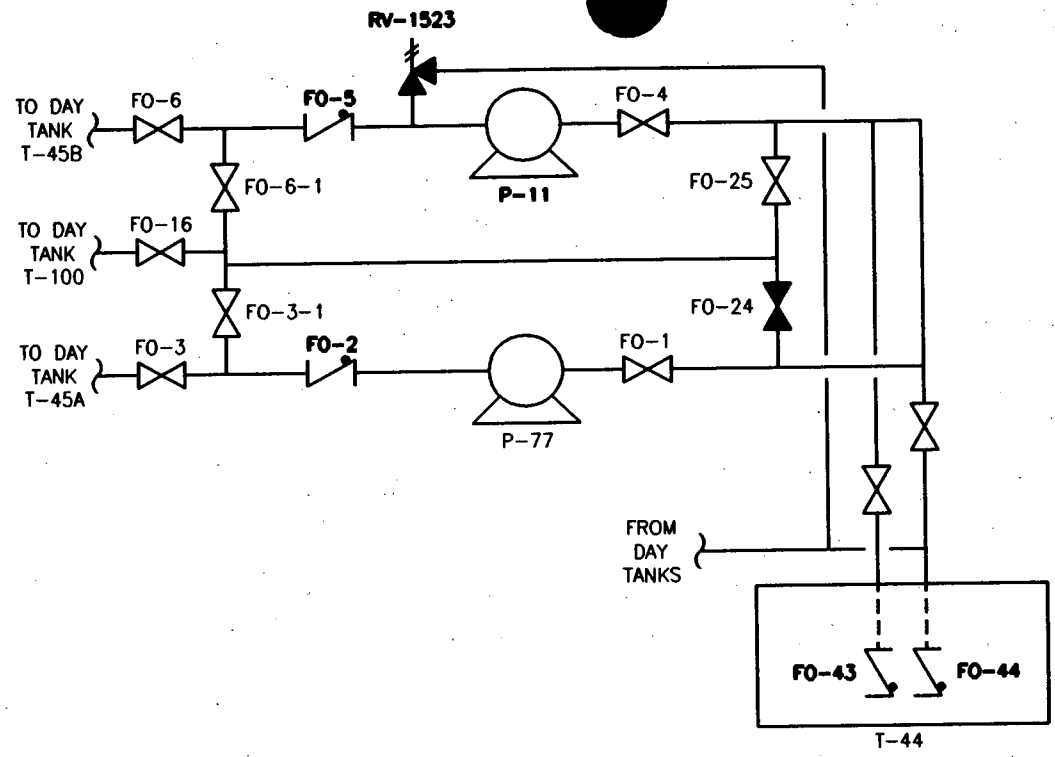 RV-1523
TO DAY
TANK
T-45B
FO-6
FO-5
FO-4
P-11
FO-6-1
FO-25
TO DAY
TANK
T-100
FO-16
FO-3-1
FO-24
TO DAY
TANK
T-45A
FO-3
FO-2
FO-1
P-77
FROM
DAY
TANKS
FO-43
FO-44
T-44